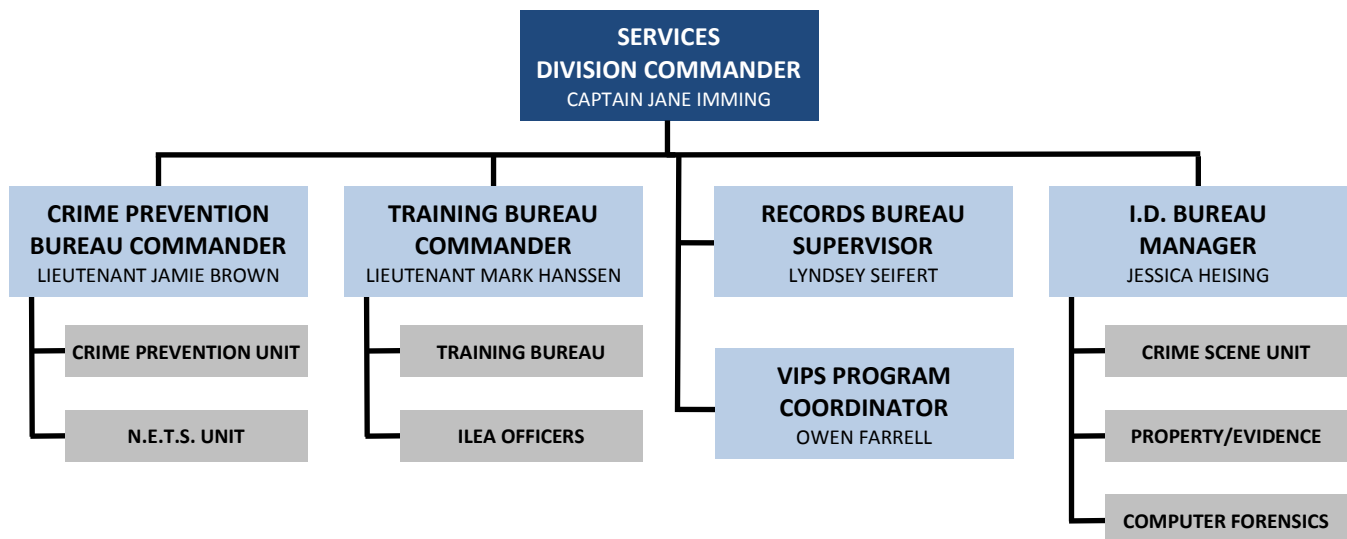 SERVICES
DIVISION COMMANDER
CAPTAIN JANE IMMING
CRIME PREVENTION
BUREAU COMMANDER
LIEUTENANT JAMIE BROWN
TRAINING BUREAU
COMMANDER
LIEUTENANT MARK HANSSEN
RECORDS BUREAU
SUPERVISOR
LYNDSEY SEIFERT
I.D. BUREAU
MANAGER
JESSICA HEISING
CRIME PREVENTION UNIT
N.E.T.S. UNIT
TRAINING BUREAU
ILEA OFFICERS
VIPS PROGRAM
COORDINATOR
OWEN FARRELL
CRIME SCENE UNIT
PROPERTY/EVIDENCE
COMPUTER FORENSICS